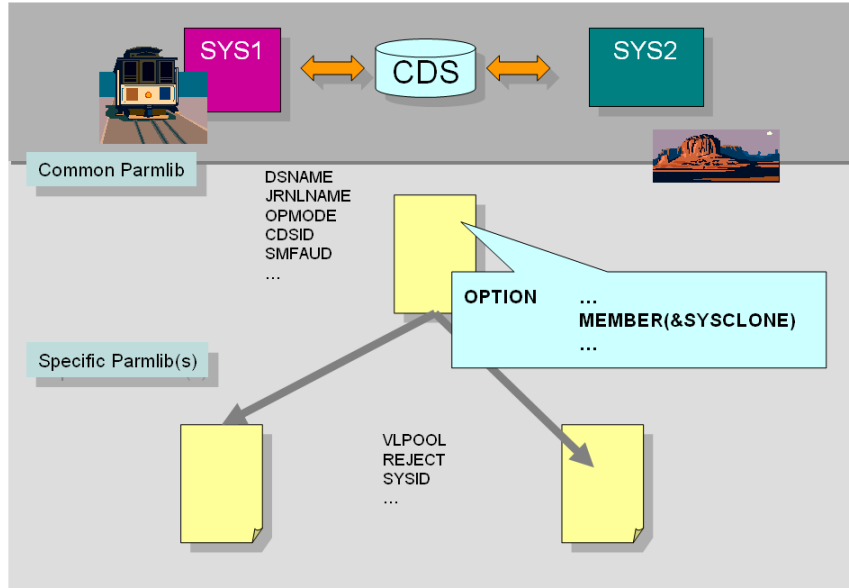 SYS1
CDS
SYS2
Common Parmlib
DSNAME
JRNLNAME
OPMODE
CDSID
SMFAUD
…
OPTION …
MEMBER(&SYSCLONE)
…
Specific Parmlib(s)
VLPOOL
REJECT
SYSID
…